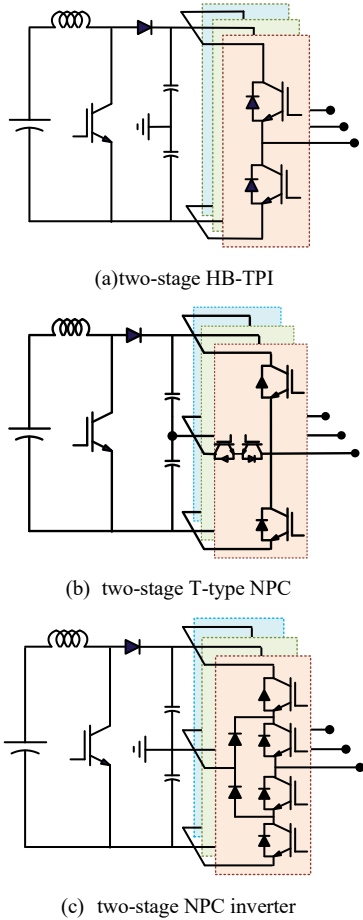 (a)two-stage HB-TPI
(b) two-stage T-type NPC
(c) two-stage NPC inverter